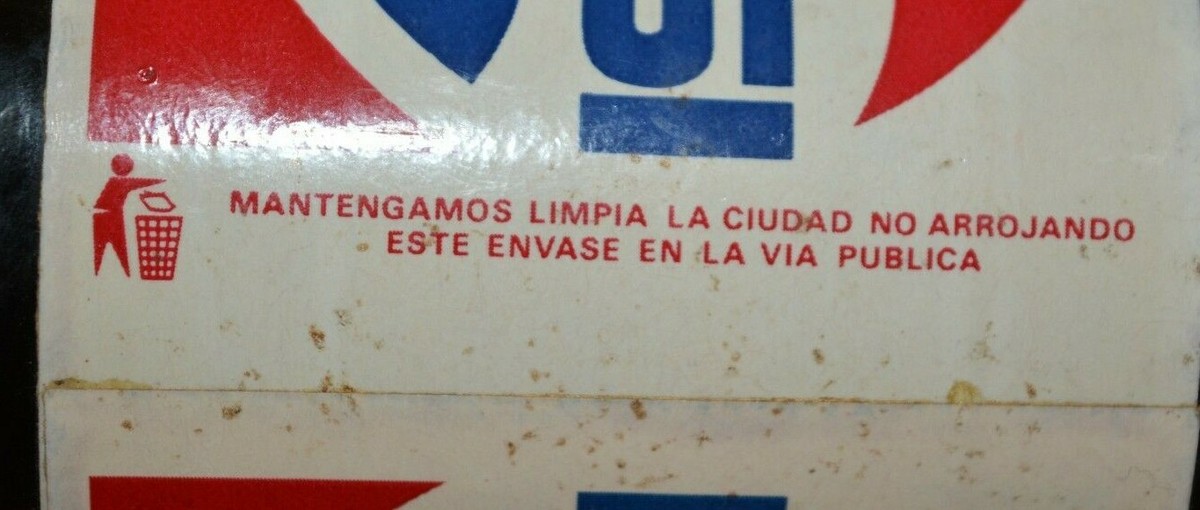 MANTENGAMOS LIMPIA LA CIUDAD NO ARROJANDO
ESTE ENVASE EN LA VIA PUBLICA